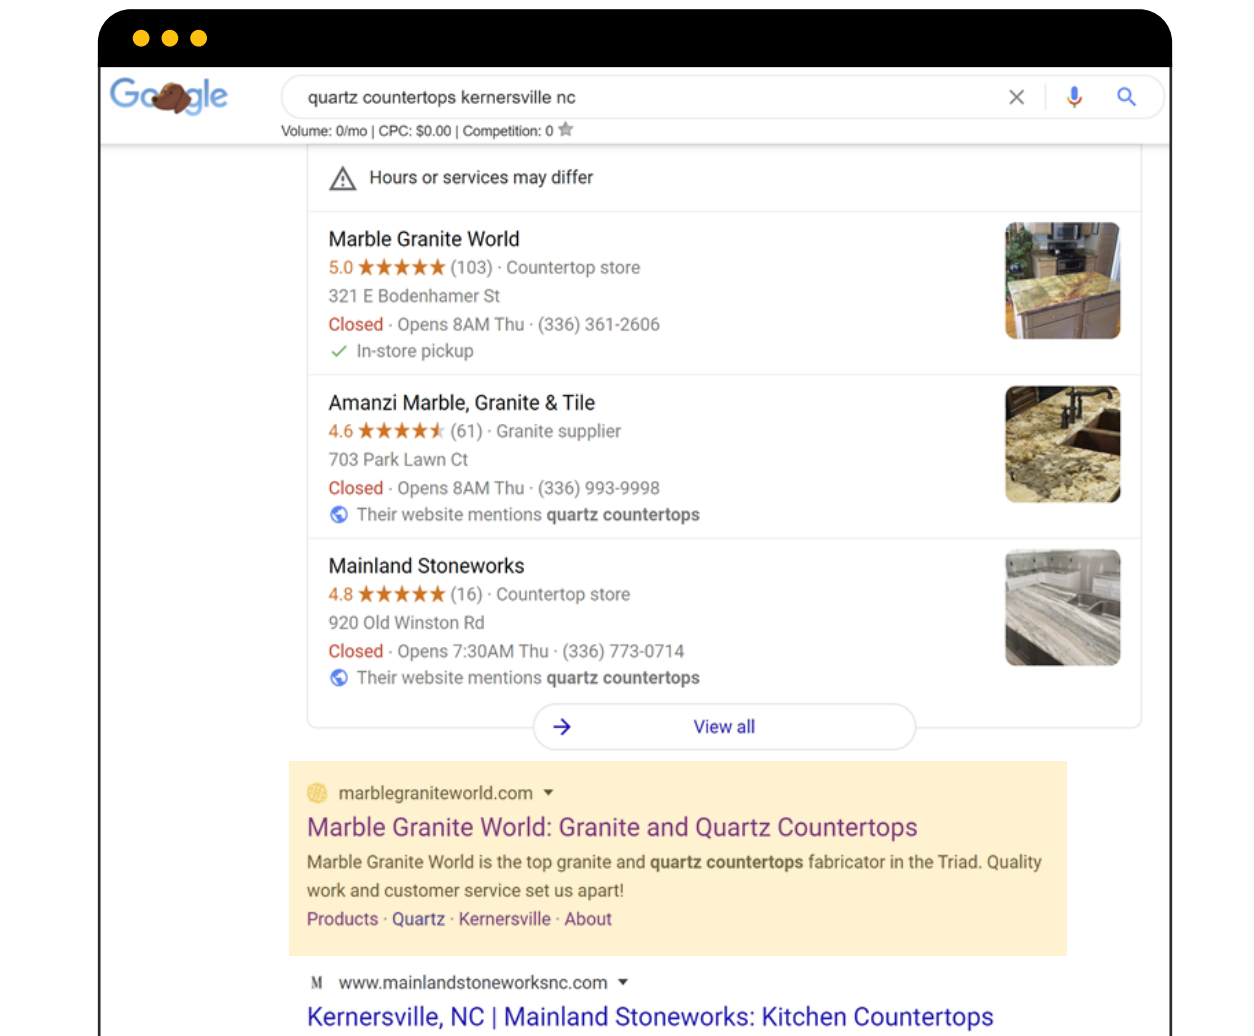 Google
quartz countertops kernersville nc
Volume: 0/mo | CPC: $0.00 | Competition: 0
Hours or services may differ
Marble Granite World
5.0 ★★★★★ (103) · Countertop store
321 E Bodenhamer St
Closed · Opens 8AM Thu · (336) 361-2606
In-store pickup
Amanzi Marble, Granite & Tile
4.6 (61) · Granite supplier
703 Park Lawn Ct
Closed · Opens 8AM Thu · (336) 993-9998
Their website mentions quartz countertops
Mainland Stoneworks
4.8 ★★★★★ (16) · Countertop store
920 Old Winston Rd
Closed · Opens 7:30AM Thu · (336) 773-0714
Their website mentions quartz countertops
View all
marblegraniteworld.com
Marble Granite World: Granite and Quartz Countertops
Marble Granite World is the top granite and quartz countertops fabricator in the Triad. Quality
work and customer service set us apart!
Products · Quartz · Kernersville · About
M www.mainlandstoneworksnc.com
Kernersville, NC | Mainland Stoneworks: Kitchen Countertops